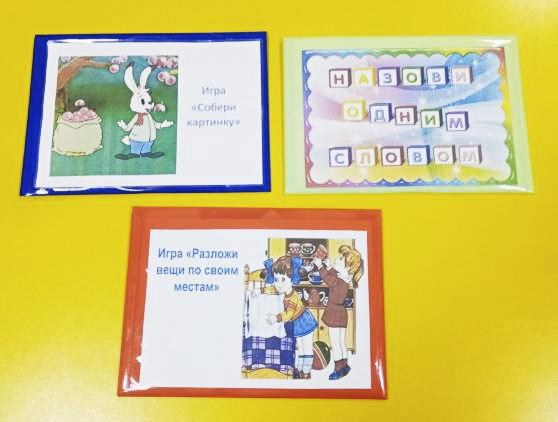 Игра
«Собери
картинку»
НАЗОВИ
ОДНИМ
СЛОВОМ
Игра «Разложи
вещи по своим
местам»